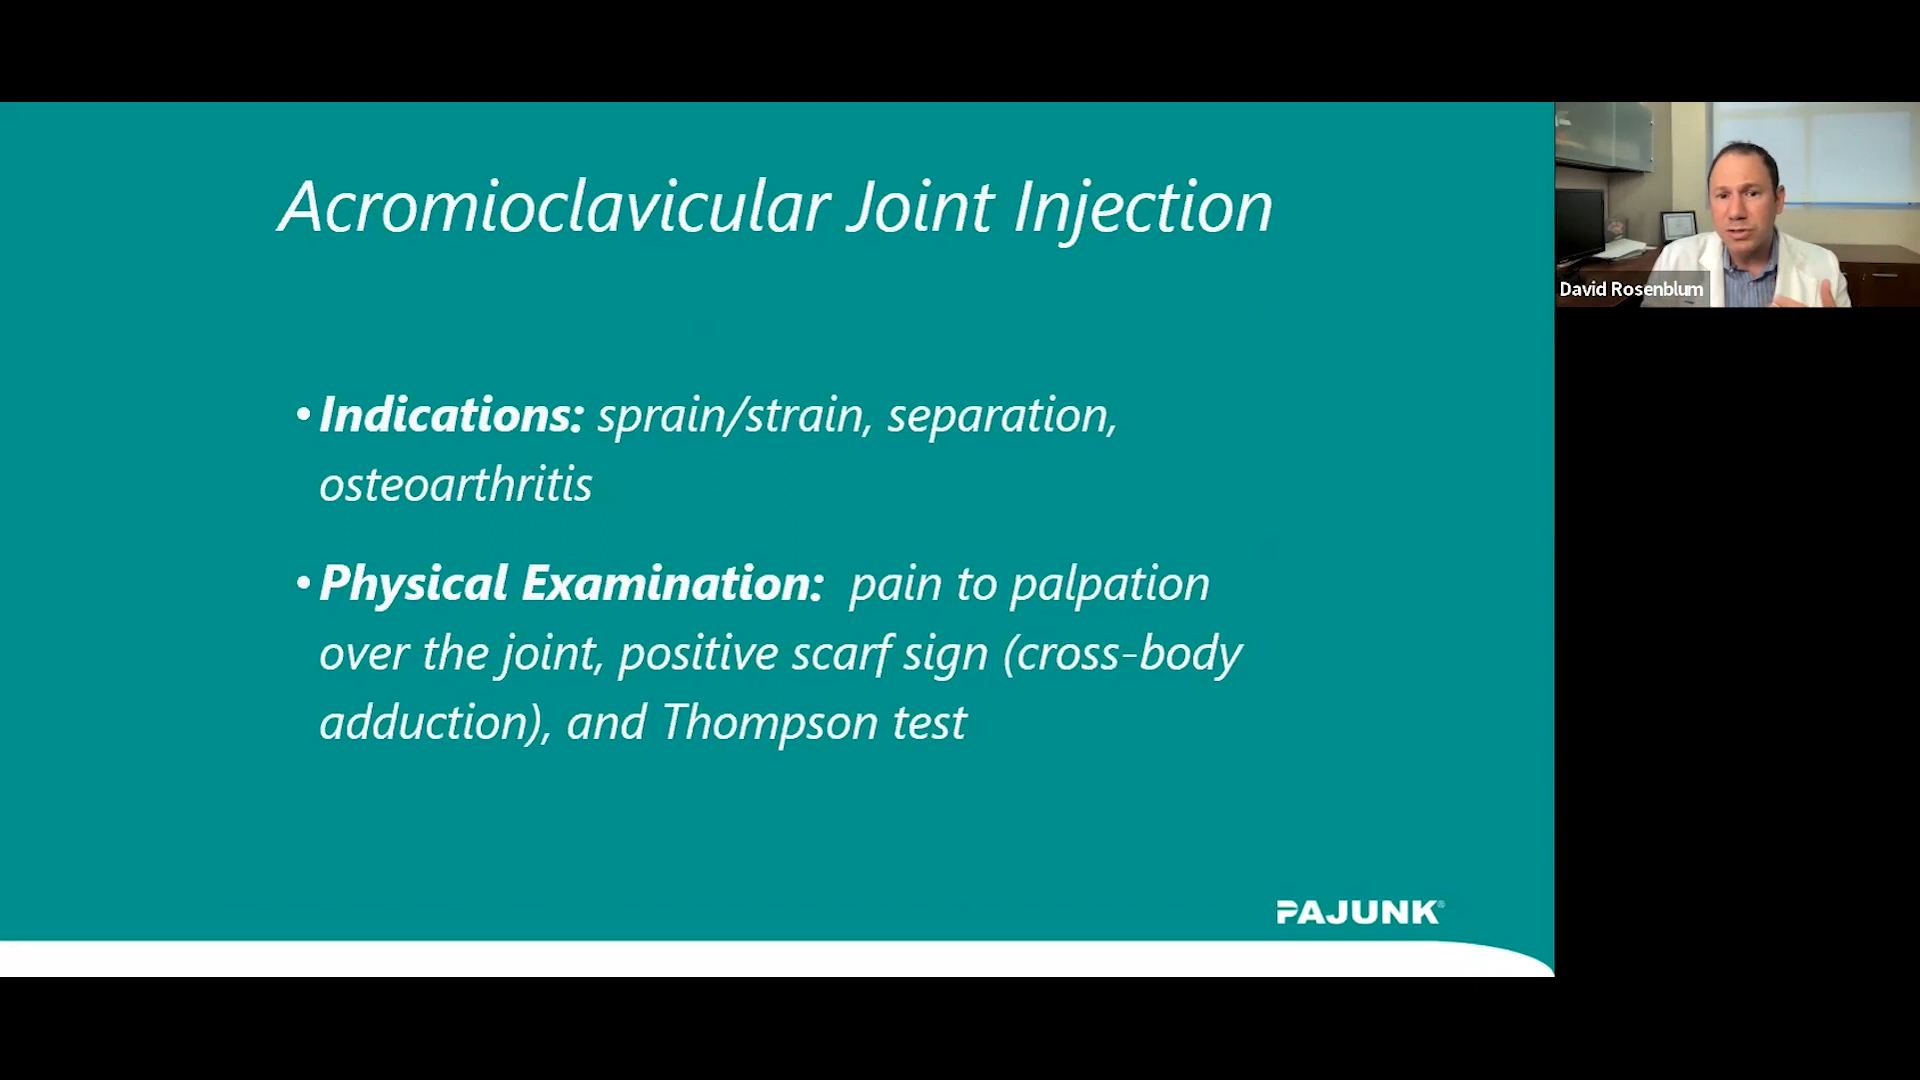 Acromioclavicular Joint Injection
• Indications: sprain/strain, separation,
osteoarthritis
• Physical Examination: pain to palpation
over the joint, positive scarf sign (cross-body
adduction), and Thompson test
PAJUNK®
David Rosenblum